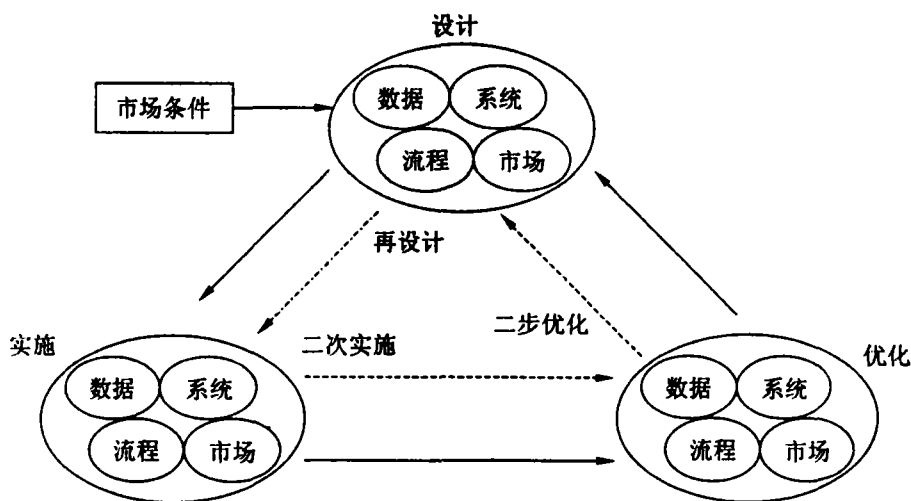 设计
数据 系统
市场条件
流程 市场
再设计
二步优化
实施 二次实施 优化
数据 系统 数据 系统
流程 市场 流程 市场